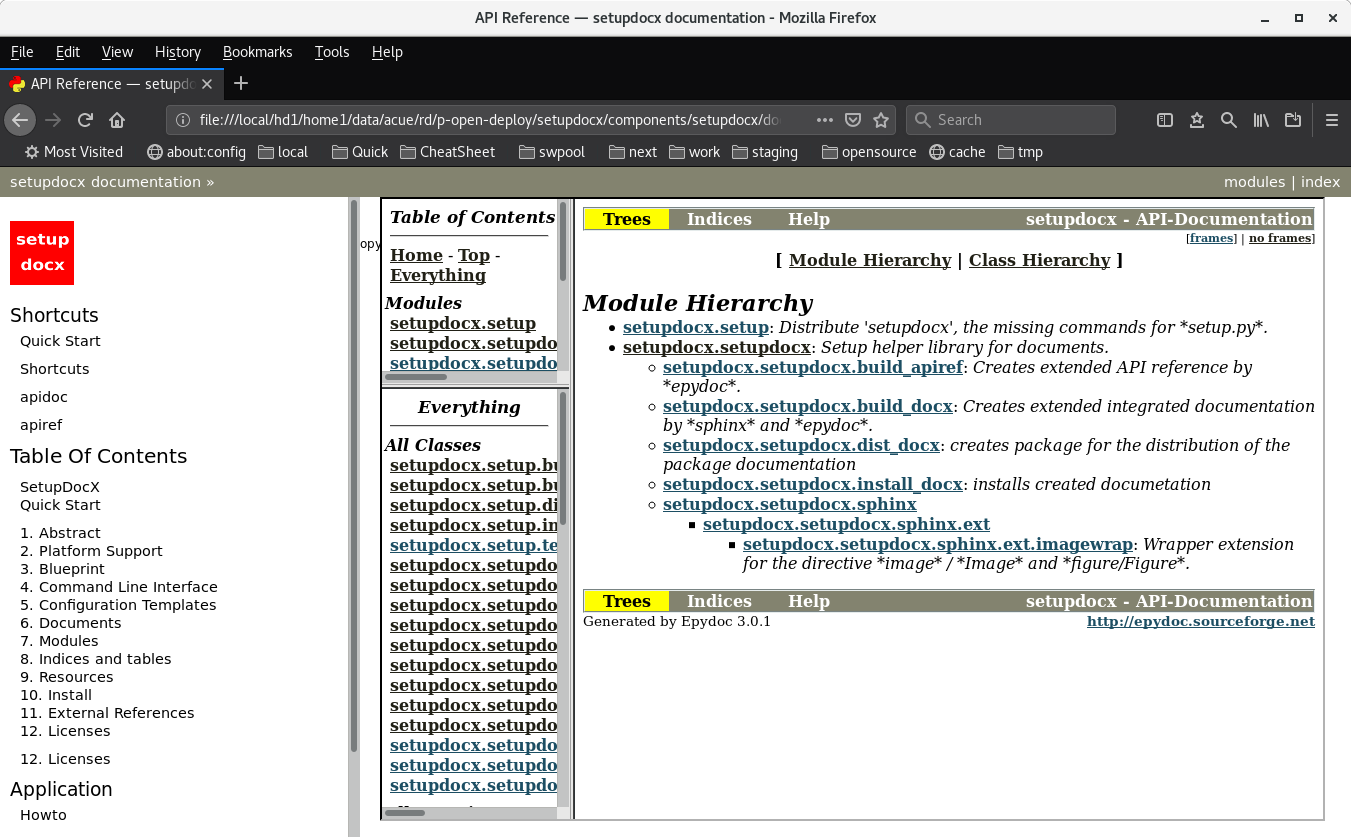 API Reference — setupdocx documentation - Mozilla Firefox
File Edit View History Bookmarks Tools Help
API Reference — setupdo
file:///local/hd1/home1/data/acue/rd/p-open-deploy/setupdocx/components/setupdocx/do
Search
Most Visited about:config local Quick CheatSheet swpool next work staging opensource cache tmp
setupdocx documentation »
modules | index
setup
docx
Shortcuts
Quick Start
Shortcuts
apidoc
apiref
Table Of Contents
SetupDocX
Quick Start
1. Abstract
2. Platform Support
3. Blueprint
4. Command Line Interface
5. Configuration Templates
6. Documents
7. Modules
8. Indices and tables
9. Resources
10. Install
11. External References
12. Licenses
12. Licenses
Application
Howto
opy
Table of Contents
Home - Top -
Everything
Modules
setupdocx.setup
setupdocx.setupdo
setupdocx.setupdo
Everything
All Classes
setupdocx.setup.bu
setupdocx.setup.bu
setupdocx.setup.di
setupdocx.setup.in
setupdocx.setup.te
setupdocx.setupdo
setupdocx.setupdo
setupdocx.setupdo
setupdocx.setupdo
setupdocx.setupdo
setupdocx.setupdo
setupdocx.setupdo
setupdocx.setupdo
setupdocx.setupdo
setupdocx.setupdo
setupdocx.setupdo
setupdocx.setupdo
Trees Indices Help setupdocx - API-Documentation
[frames] | no frames]
[ Module Hierarchy | Class Hierarchy ]
Module Hierarchy
setupdocx.setup: Distribute 'setupdocx', the missing commands for *setup.py*.
setupdocx.setupdocx: Setup helper library for documents.
setupdocx.setupdocx.build_apiref: Creates extended API reference by
*epydoc*.
setupdocx.setupdocx.build_docx: Creates extended integrated documentation
by *sphinx* and *epydoc*.
setupdocx.setupdocx.dist_docx: creates package for the distribution of the
package documentation
setupdocx.setupdocx.install_docx: installs created documetation
setupdocx.setupdocx.sphinx
setupdocx.setupdocx.sphinx.ext
setupdocx.setupdocx.sphinx.ext.imagewrap: Wrapper extension
for the directive *image* / *Image* and *figure/Figure*.
Trees Indices Help setupdocx - API-Documentation
Generated by Epydoc 3.0.1 http://epydoc.sourceforge.net